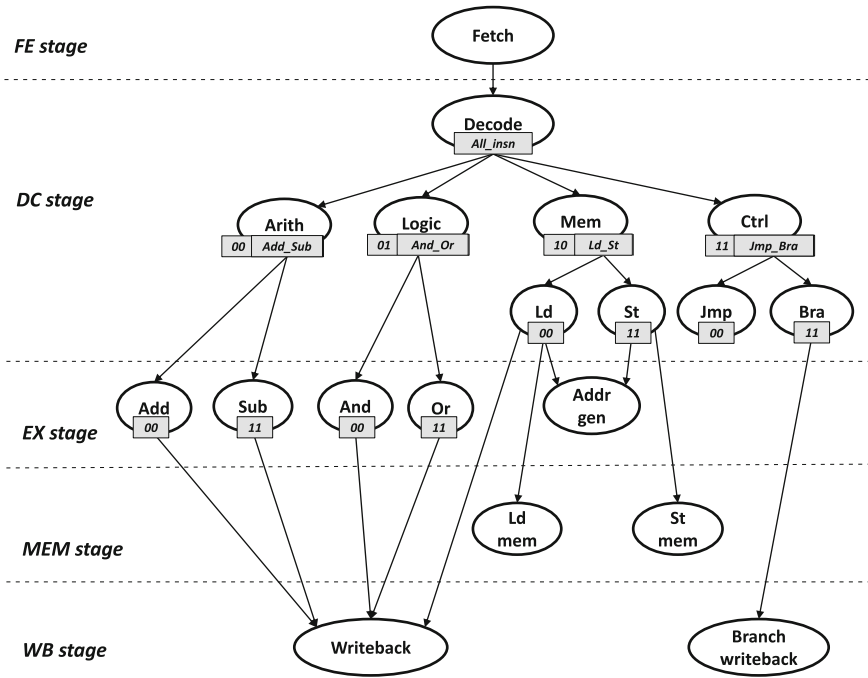 FE stage
Fetch
Decode
All_insn
DC stage
Arith
00 Add_Sub
Logic
01 And_Or
Mem
10 Ld_St
Ctrl
11 Jmp_Bra
Ld
00
St
11
Jmp
00
Bra
11
EX stage
Add
00
Sub
11
And
00
Or
11
Addr
gen
MEM stage
Ld
mem
St
mem
WB stage
Writeback
Branch
writeback